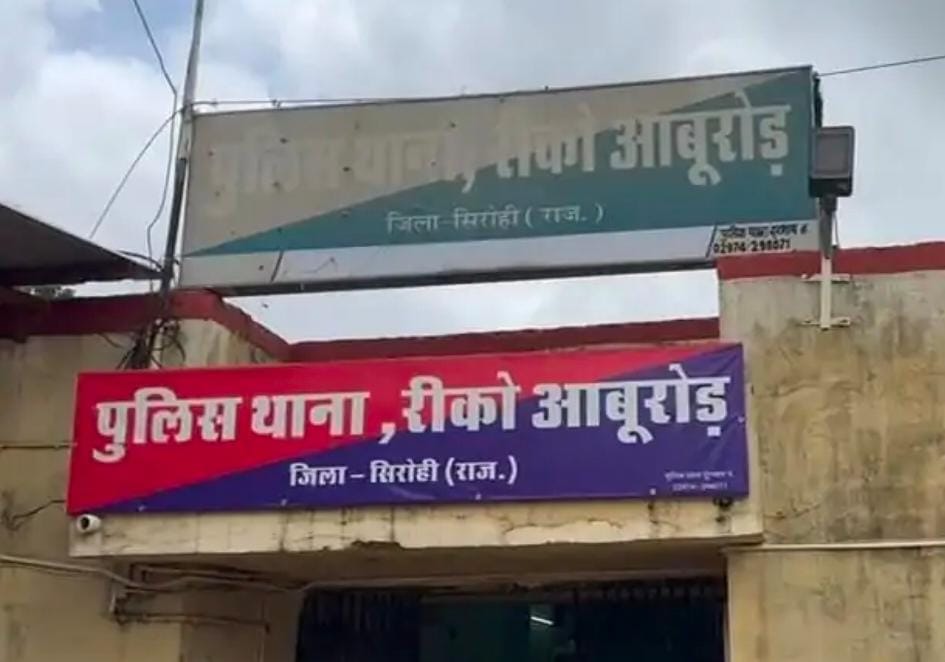 पुलिस थाना, रीको आबूरोड़
जिला-सिरोही ( राज. )
02974/298071
पुलिस थाना ,रीको आबूरोड़
जिला – सिरोही (राज.)